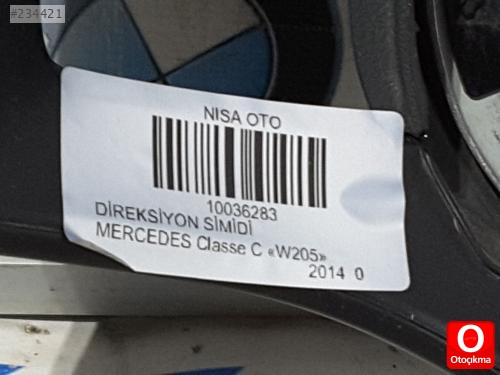 #234421
NISA OTO
10036283
DİREKSİYON SİMİDİ
MERCEDES Classe C «W205»
2014 0
O
Otoçıkma